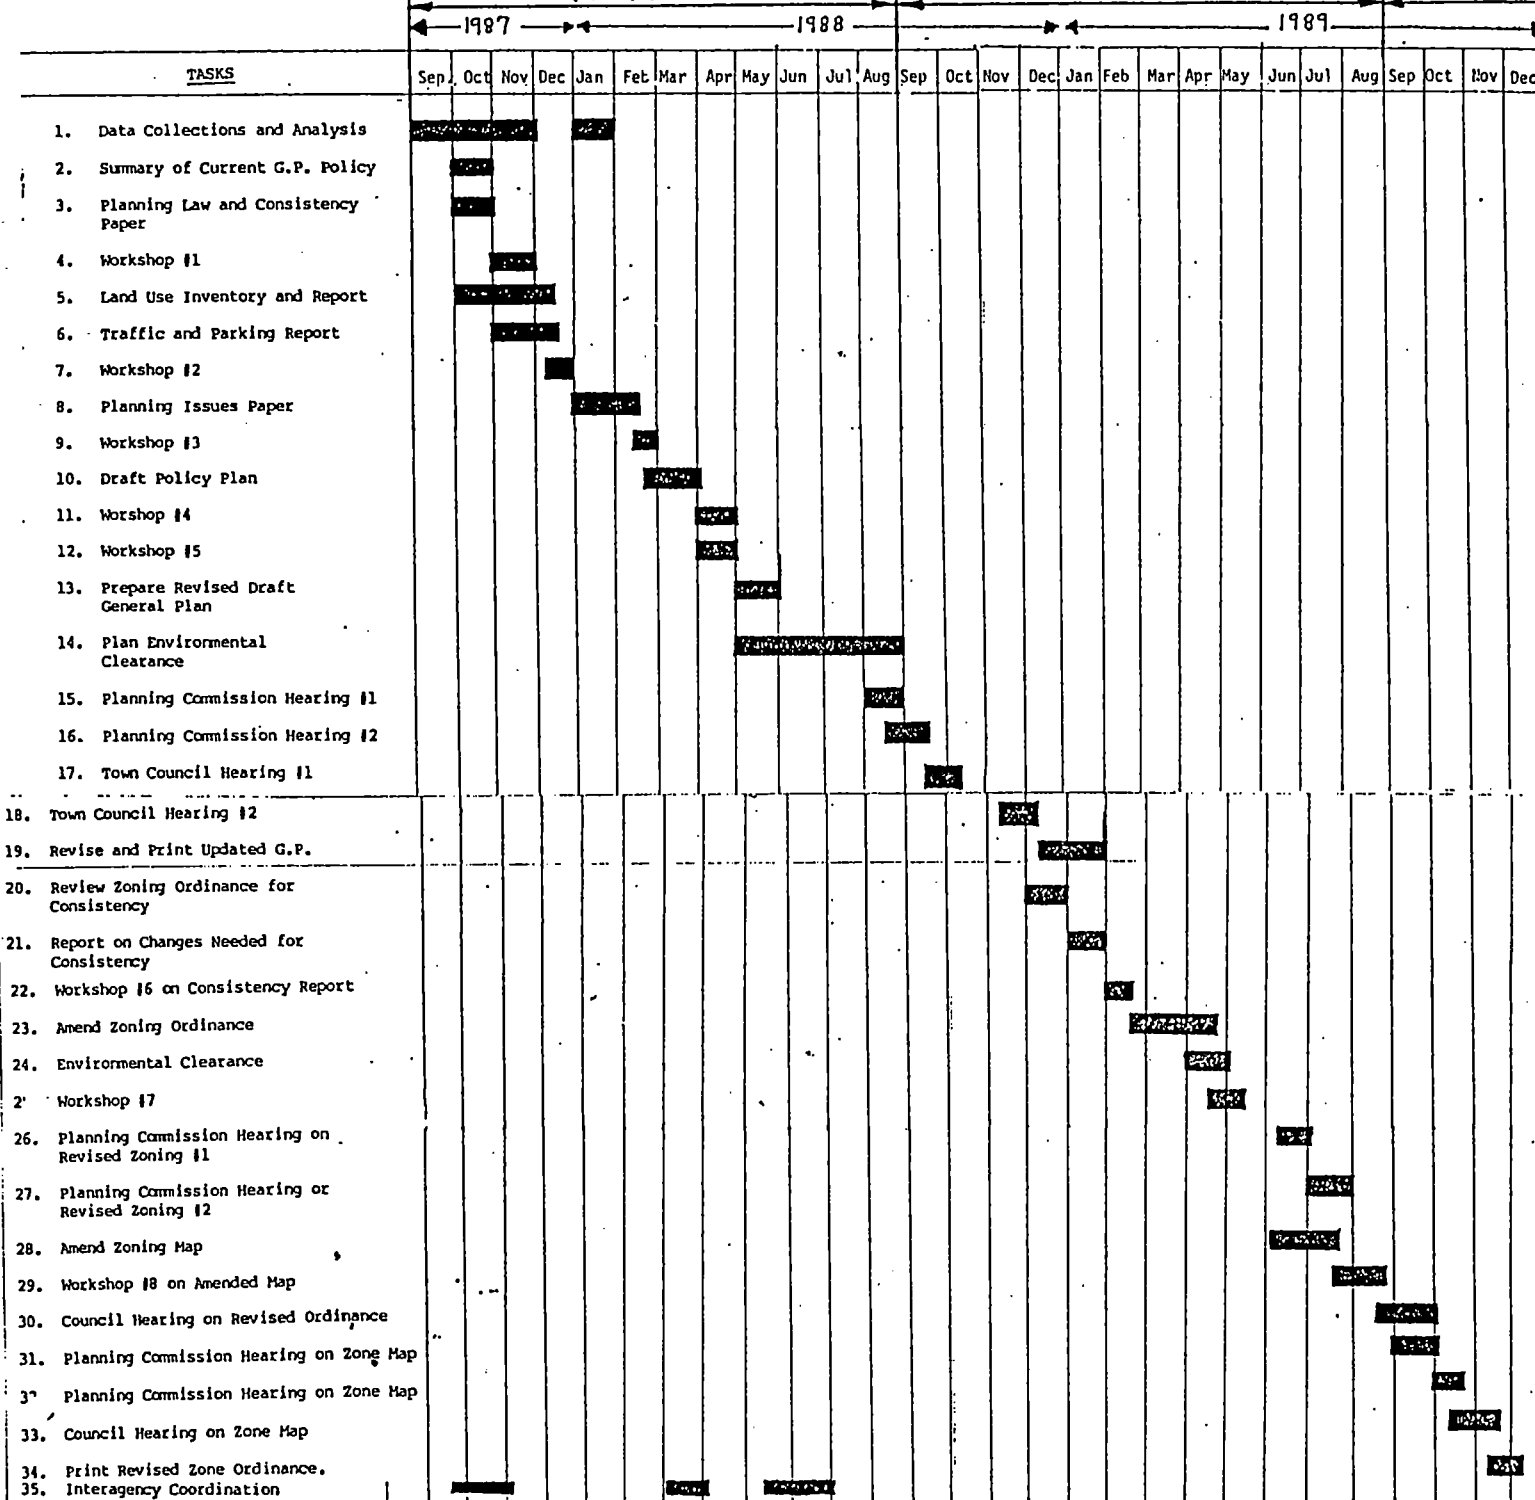 1987 1988 1989
TASKS Sep. Oct Nov Dec Jan Feb Mar Apr May Jun Jul Aug Sep Oct Nov Dec Jan Feb Mar Apr May Jun Jul Aug Sep Oct Nov Dec
1. Data Collections and Analysis
2. Summary of Current G.P. Policy
3. Planning Law and Consistency
Paper
4. Workshop #1
5. Land Use Inventory and Report
6. Traffic and Parking Report
7. Workshop #2
8. Planning Issues Paper
9. Workshop #3
10. Draft Policy Plan
11. Worshop #4
12. Workshop #5
13. Prepare Revised Draft
General Plan
14. Plan Environmental
Clearance
15. Planning Commission Hearing #1
16. Planning Commission Hearing #2
17. Town Council Hearing #1
18. Town Council Hearing #2
19. Revise and Print Updated G.P.
20. Review Zoning Ordinance for
Consistency
21. Report on Changes Needed for
Consistency
22. Workshop #6 on Consistency Report
23. Amend Zoning Ordinance
24. Environmental Clearance
2' Workshop #7
26. Planning Commission Hearing on
Revised Zoning #1
27. Planning Commission Hearing or
Revised Zoning #2
28. Amend Zoning Map
29. Workshop #8 on Amended Map
30. Council Hearing on Revised Ordinance
31. Planning Commission Hearing on Zone Map
3 Planning Commission Hearing on Zone Map
33. Council Hearing on Zone Map
34. Print Revised Zone Ordinance.
35. Interagency Coordination